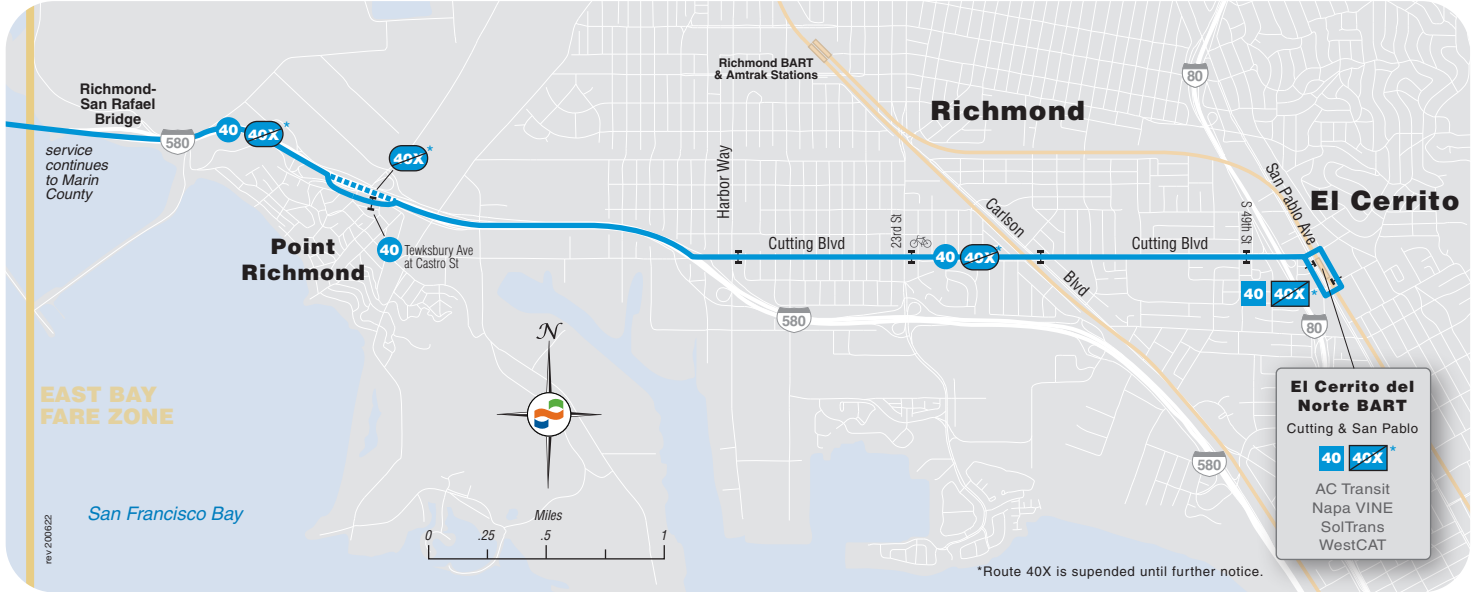 Richmond-
San Rafael
Bridge
service
continues
to Marin
County
580
40
40X
*
40X
*
Point
Richmond
40
Tewksbury Ave
at Castro St
Richmond BART
& Amtrak Stations
Richmond
80
Harbor Way
Cutting Blvd
23rd St
40
40X
*
Carlson
Blvd
Cutting Blvd
S 49th St
San Pablo Ave
El Cerrito
40
40X
*
80
580
580
N
EAST BAY
FARE ZONE
San Francisco Bay
rev 200622
Miles
0
.25
.5
1
El Cerrito del
Norte BART
Cutting & San Pablo
40
40X
*
AC Transit
Napa VINE
SolTrans
WestCAT
*Route 40X is supended until further notice.